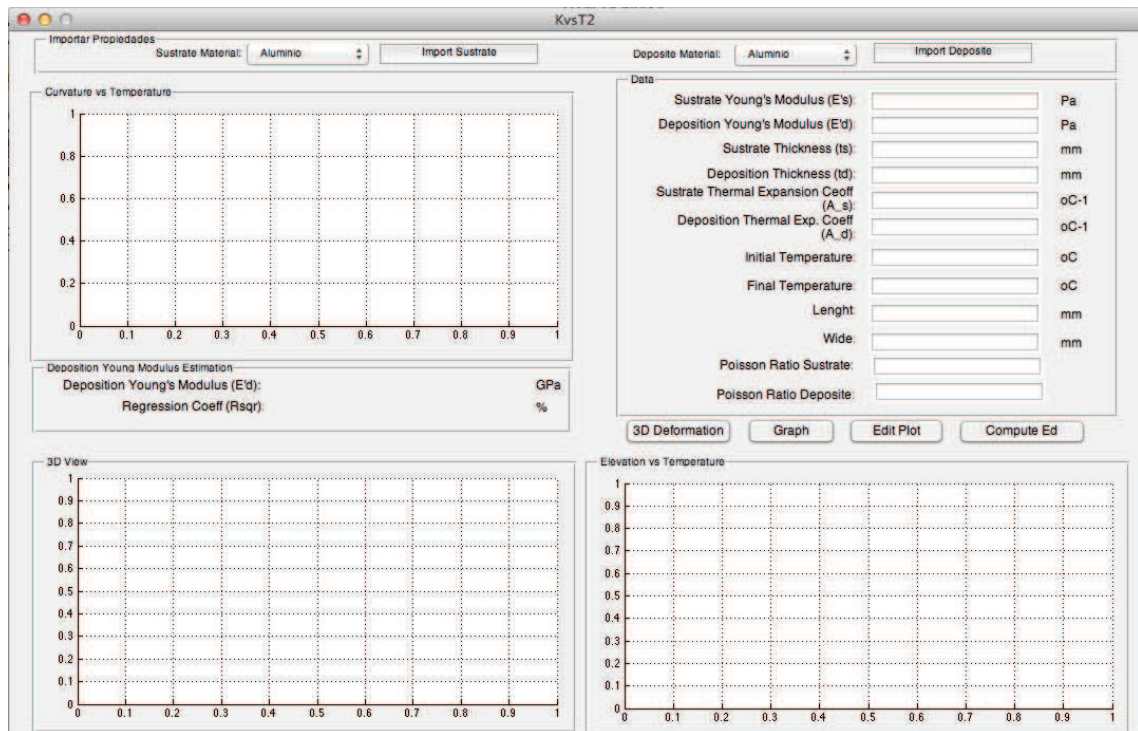 KvsT2
Importar Propiedades
Sustrate Material: Aluminio Import Sustrate Deposite Material: Aluminio Import Deposite
Curvature vs Temperature
1
0.8
0.6
0.4
0.2
0
0 0.1 0.2 0.3 0.4 0.5 0.6 0.7 0.8 0.9 1
Data
Sustrate Young's Modulus (E's): Pa
Deposition Young's Modulus (E'd): Pa
Sustrate Thickness (ts): mm
Deposition Thickness (td): mm
Sustrate Thermal Expansion Ceoff
(A_s): oC-1
Deposition Thermal Exp. Coeff
(A_d): oC-1
Initial Temperature: oC
Final Temperature: oC
Lenght: mm
Wide: mm
Poisson Ratio Sustrate:
Poisson Ratio Deposite:
Deposition Young Modulus Estimation
Deposition Young's Modulus (E'd): GPa
Regression Coeff (Rsqr): %
3D Deformation Graph Edit Plot Compute Ed
3D View
1
0.9
0.8
0.7
0.6
0.5
0.4
0.3
0.2
0.1
0
0 0.1 0.2 0.3 0.4 0.5 0.6 0.7 0.8 0.9 1
Elevation vs Temperature
1
0.9
0.8
0.7
0.6
0.5
0.4
0.3
0.2
0.1
0
0 0.1 0.2 0.3 0.4 0.5 0.6 0.7 0.8 0.9 1